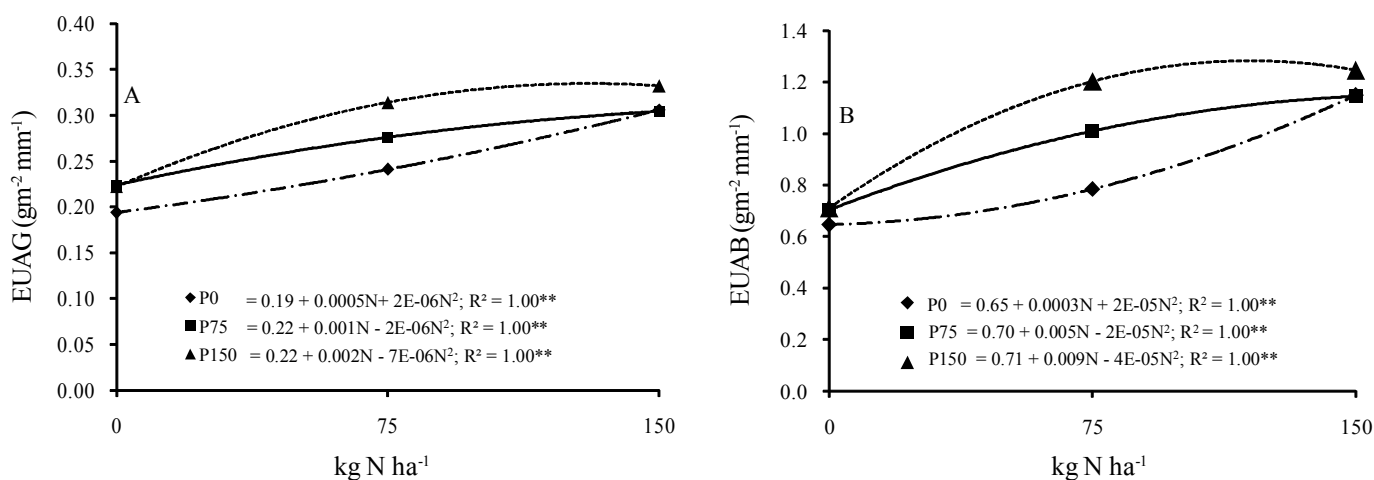 0.40
0.35
0.30
0.25
0.20
0.15
0.10
0.05
0.00
EUAG (gm⁻² mm⁻¹)
A
P0 = 0.19 + 0.0005N+ 2E-06N²; R² = 1.00**
P75 = 0.22 + 0.001N - 2E-06N²; R² = 1.00**
P150 = 0.22 + 0.002N - 7E-06N²; R² = 1.00**
0 75 150
kg N ha⁻¹
1.4
1.2
1.0
0.8
0.6
0.4
0.2
0.0
EUAB (gm⁻² mm⁻¹)
B
P0 = 0.65 + 0.0003N + 2E-05N²; R² = 1.00**
P75 = 0.70 + 0.005N - 2E-05N²; R² = 1.00**
P150 = 0.71 + 0.009N - 4E-05N²; R² = 1.00**
0 75 150
kg N ha⁻¹